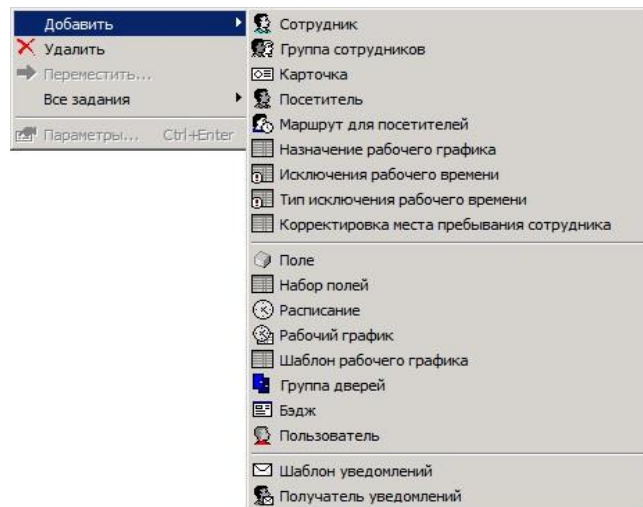 Добавить
Удалить
Переместить...
Все задания
Параметры... Ctrl+Enter
Сотрудник
Группа сотрудников
Карточка
Посетитель
Маршрут для посетителей
Назначение рабочего графика
Исключения рабочего времени
Тип исключения рабочего времени
Корректировка места пребывания сотрудника
Поле
Набор полей
Расписание
Рабочий график
Шаблон рабочего графика
Группа дверей
Бэдж
Пользователь
Шаблон уведомлений
Получатель уведомлений